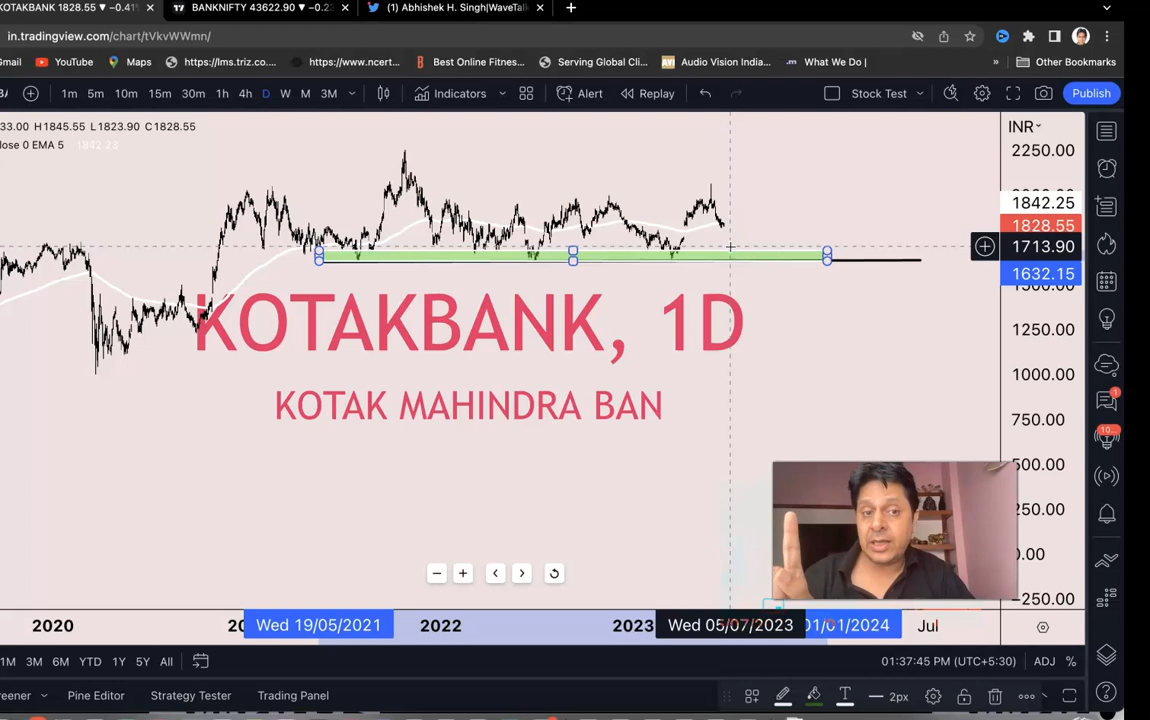 KOTAKBANK 1828.55 ▼ −0.41%
BANKNIFTY 43622.90 ▼ −0.23
(1) Abhishek H. Singh|WaveTalk
in.tradingview.com/chart/tVkvWWmn/
Gmail YouTube Maps https://lms.triz.co... https://www.ncert... Best Online Fitnes... Serving Global Cli... Audio Vision India... What We Do | » Other Bookmarks
1m 5m 10m 15m 30m 1h 4h D W M 3M Indicators Alert Replay Stock Test Publish
33.00 H1845.55 L1823.90 C1828.55
lose 0 EMA 5 1842.23
INR
2250.00
1842.25
1828.55
1713.90
1632.15
1250.00
1000.00
750.00
500.00
250.00
0.00
−250.00
KOTAKBANK, 1D
KOTAK MAHINDRA BAN
1
10...
2020 Wed 19/05/2021 2022 2023 Wed 05/07/2023 01/01/2024 Jul
1M 3M 6M YTD 1Y 5Y All 01:37:45 (UTC+5:30) ADJ %
reener Pine Editor Strategy Tester Trading Panel 2px